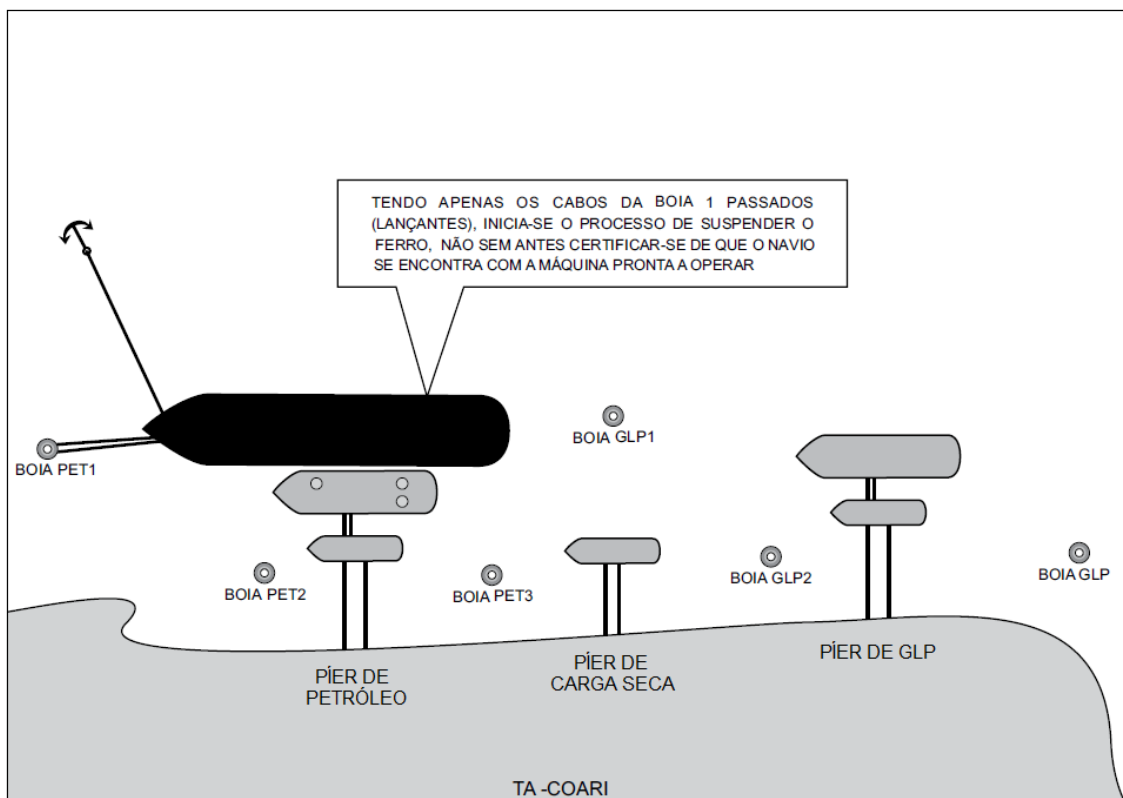 TENDO APENAS OS CABOS DA BOIA 1 PASSADOS
(LANÇANTES), INICIA-SE O PROCESSO DE SUSPENDER O
FERRO, NÃO SEM ANTES CERTIFICAR-SE DE QUE O NAVIO
SE ENCONTRA COM A MÁQUINA PRONTA A OPERAR
BOIA PET1
BOIA GLP1
BOIA PET2
BOIA PET3
BOIA GLP2
BOIA GLP
PÍER DE
PETRÓLEO
PÍER DE
CARGA SECA
PÍER DE GLP
TA -COARI